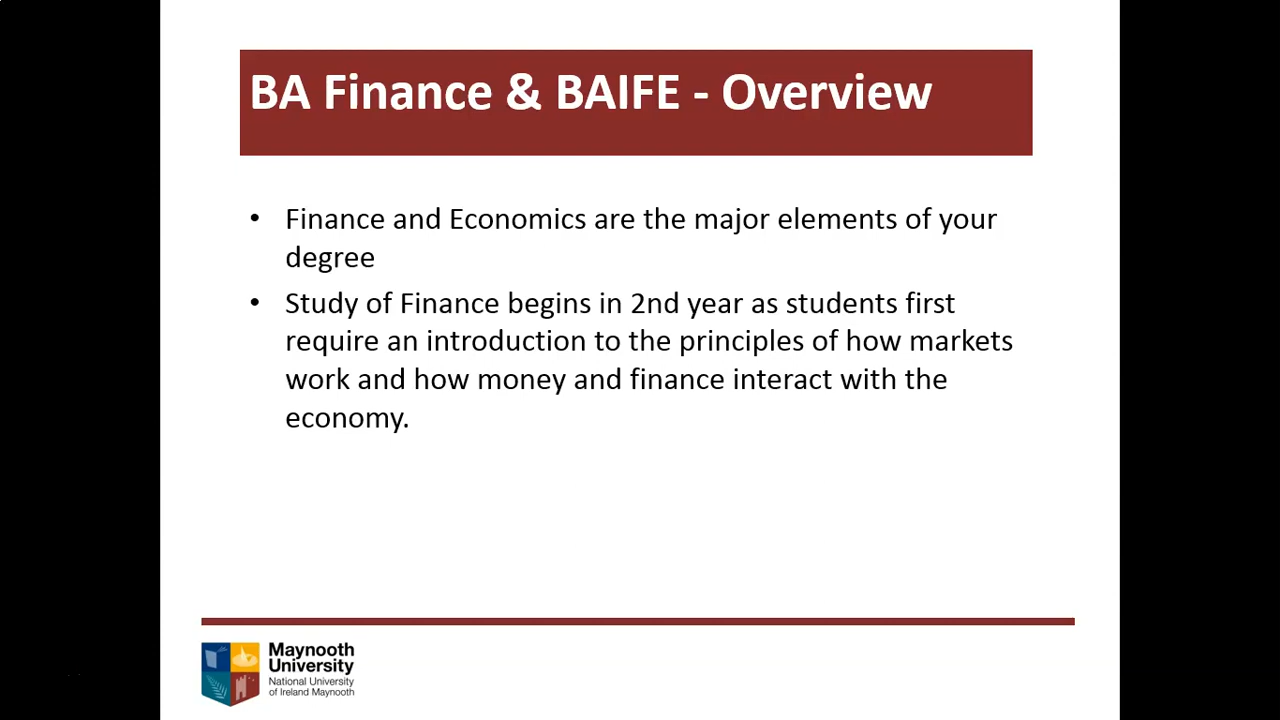 BA Finance & BAIFE - Overview
• Finance and Economics are the major elements of your
degree
• Study of Finance begins in 2nd year as students first
require an introduction to the principles of how markets
work and how money and finance interact with the
economy.
Maynooth
University
National University
of Ireland Maynooth